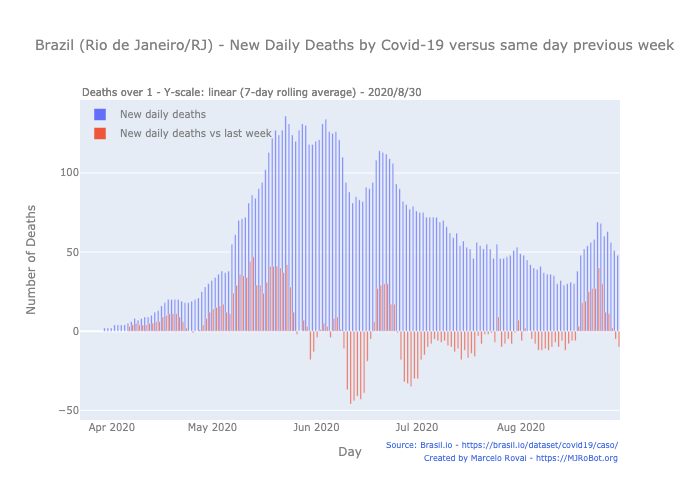 Brazil (Rio de Janeiro/RJ) - New Daily Deaths by Covid-19 versus same day previous week
Deaths over 1 - Y-scale: linear (7-day rolling average) - 2020/8/30
New daily deaths
New daily deaths vs last week
Number of Deaths
100
50
0
−50
Apr 2020
May 2020
Jun 2020
Jul 2020
Aug 2020
Day
Source: Brasil.io - https://brasil.io/dataset/covid19/caso/
Created by Marcelo Rovai - https://MJRoBot.org